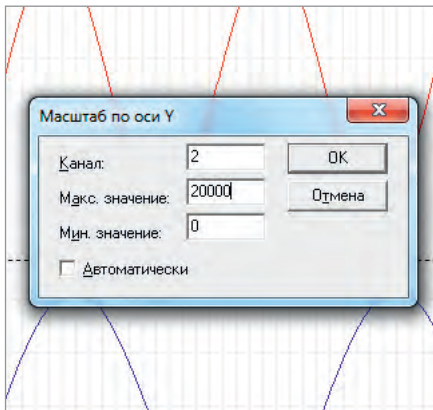 Масштаб по оси Y
Канал: 2 OK
Макс. значение: 20000 Отмена
Мин. значение: 0
Автоматически